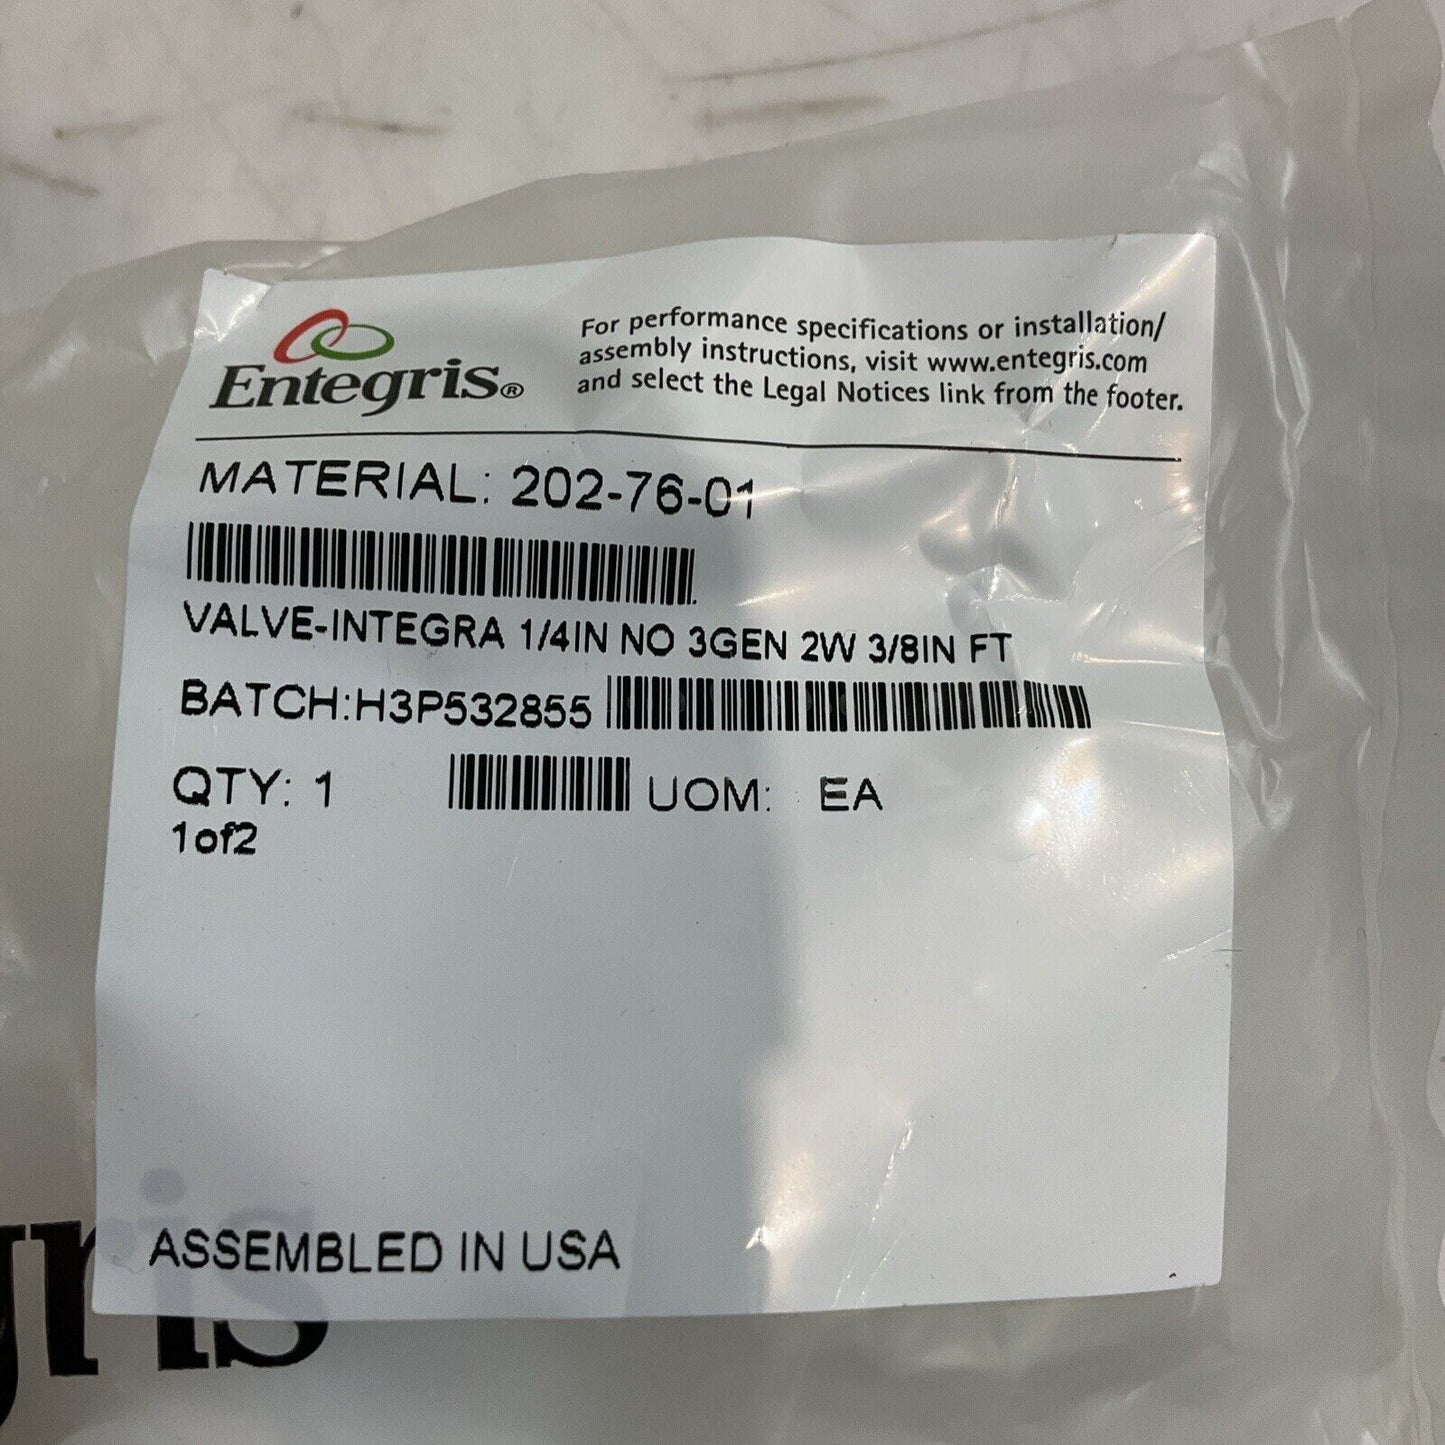 Entegris®
For performance specifications or installation/
assembly instructions, visit www.entegris.com
and select the Legal Notices link from the footer.
MATERIAL: 202-76-01
VALVE-INTEGRA 1/4IN NO 3GEN 2W 3/8IN FT
BATCH:H3P532855
QTY: 1 UOM: EA
1of2
ASSEMBLED IN USA
gris